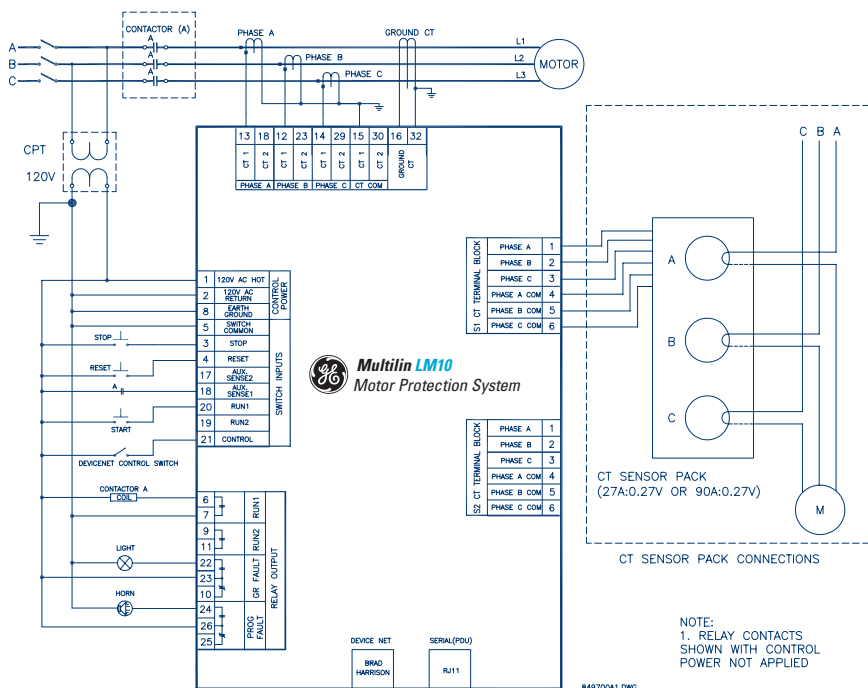 CONTACTOR (A)
A
A
A
A
B
C
PHASE A
PHASE B
PHASE C
GROUND CT
L1
L2
L3
MOTOR
CPT
120V
13 18 12 23 14 29 15 30 16 32
CT 1 CT 2 CT 1 CT 2 CT 1 CT 2 CT 1 CT 2 GROUND CT
PHASE A PHASE B PHASE C CT COM
1 120V AC HOT
2 120V AC RETURN
8 EARTH GROUND
CONTROL POWER
5 SWITCH COMMON
3 STOP
4 RESET
17 AUX. SENSE2
18 AUX. SENSE1
20 RUN1
19 RUN2
21 CONTROL
SWITCH INPUTS
STOP
RESET
A
START
DEVICENET CONTROL SWITCH
CONTACTOR A
COIL
LIGHT
HORN
6
7
RUN1
9
11
RUN2
22
23
10
GR FAULT
24
26
25
PROG FAULT
RELAY OUTPUT
GE
Multilin LM10
Motor Protection System
S1 CT TERMINAL BLOCK
PHASE A 1
PHASE B 2
PHASE C 3
PHASE A COM 4
PHASE B COM 5
PHASE C COM 6
S2 CT TERMINAL BLOCK
PHASE A 1
PHASE B 2
PHASE C 3
PHASE A COM 4
PHASE B COM 5
PHASE C COM 6
DEVICE NET
BRAD HARRISON
SERIAL(PDU)
RJ11
C B A
A
B
C
CT SENSOR PACK
(27A:0.27V OR 90A:0.27V)
M
CT SENSOR PACK CONNECTIONS
NOTE:
1. RELAY CONTACTS
SHOWN WITH CONTROL
POWER NOT APPLIED
849700A1.DWG